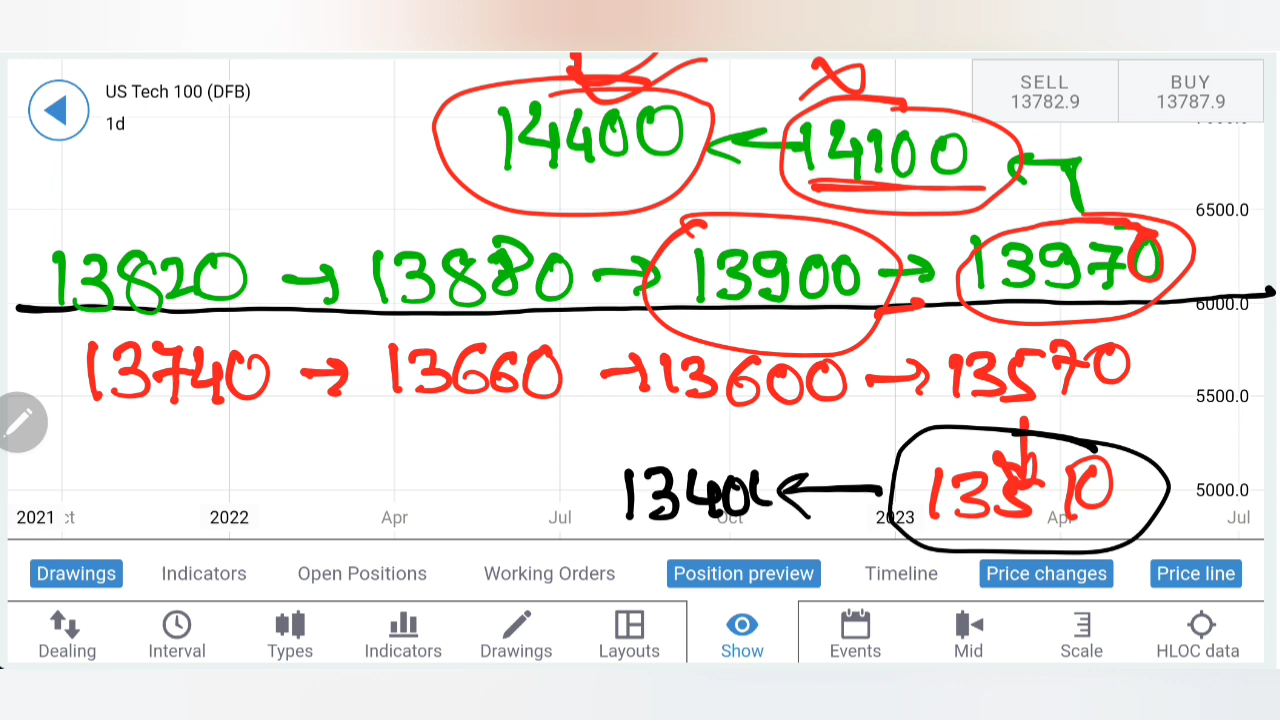 US Tech 100 (DFB)
1d
SELL
13782.9
BUY
13787.9
14400 ← 14100
6500.0
13820 → 13880 → 13900 → 13970
6000.0
13740 → 13660 → 13600 → 13570
5500.0
← 13510
5000.0
2021 ct 2022 Apr Jul Oct 2023 Apr Jul
Drawings Indicators Open Positions Working Orders Position preview Timeline Price changes Price line
Dealing Interval Types Indicators Drawings Layouts Show Events Mid Scale HLOC data